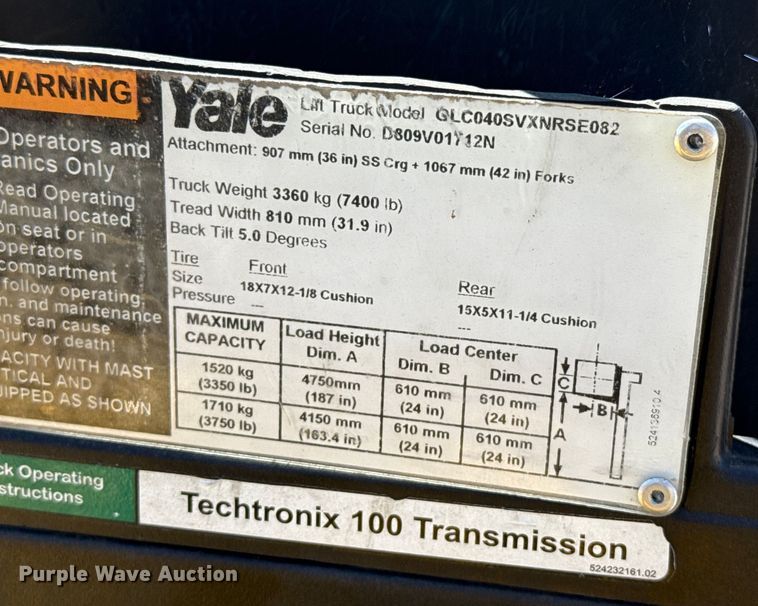 WARNING
Operators and
anics Only
Read Operating
Manual located
on seat or in
operators
compartment
follow operating,
n. and maintenance
ons can cause
njury or death!
ACITY WITH MAST
TICAL AND
UIPPED AS SHOWN
ck Operating
structions
Yale
Lift Truck Model GLC040SVXNRSE082
Serial No. D809V01712N
Attachment: 907 mm (36 in) SS Crg + 1067 mm (42 in) Forks
Truck Weight 3360 kg (7400 lb)
Tread Width 810 mm (31.9 in)
Back Tilt 5.0 Degrees
Tire Front Rear
Size 18X7X12-1/8 Cushion 15X5X11-1/4 Cushion
Pressure --- ---
MAXIMUM CAPACITY Load Height Dim. A Load Center Dim. B Dim. C
1520 kg (3350 lb) 4750mm (187 in) 610 mm (24 in) 610 mm (24 in)
1710 kg (3750 lb) 4150 mm (163.4 in) 610 mm (24 in) 610 mm (24 in)
C
B
A
524136910.4
Techtronix 100 Transmission
524232161.02
Purple Wave Auction